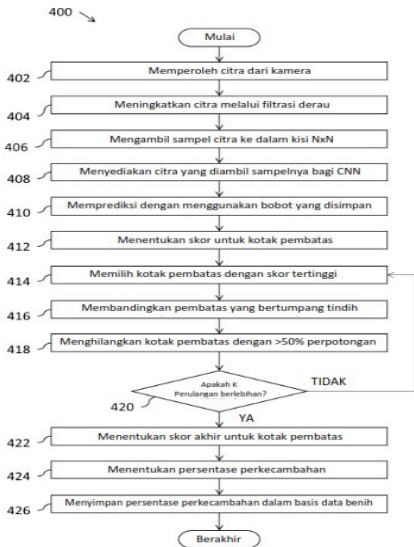 400
Mulai
402
Memperoleh citra dari kamera
404
Meningkatkan citra melalui filtrasi derau
406
Mengambil sampel citra ke dalam kisi NxN
408
Menyediakan citra yang diambil sampelnya bagi CNN
410
Memprediksi dengan menggunakan bobot yang disimpan
412
Menentukan skor untuk kotak pembatas
414
Memilih kotak pembatas dengan skor tertinggi
416
Membandingkan pembatas yang bertumpang tindih
418
Menghilangkan kotak pembatas dengan >50% perpotongan
Apakah K
Perulangan berlebihan?
TIDAK
420
YA
422
Menentukan skor akhir untuk kotak pembatas
424
Menentukan persentase perkecambahan
426
Menyimpan persentase perkecambahan dalam basis data benih
Berakhir